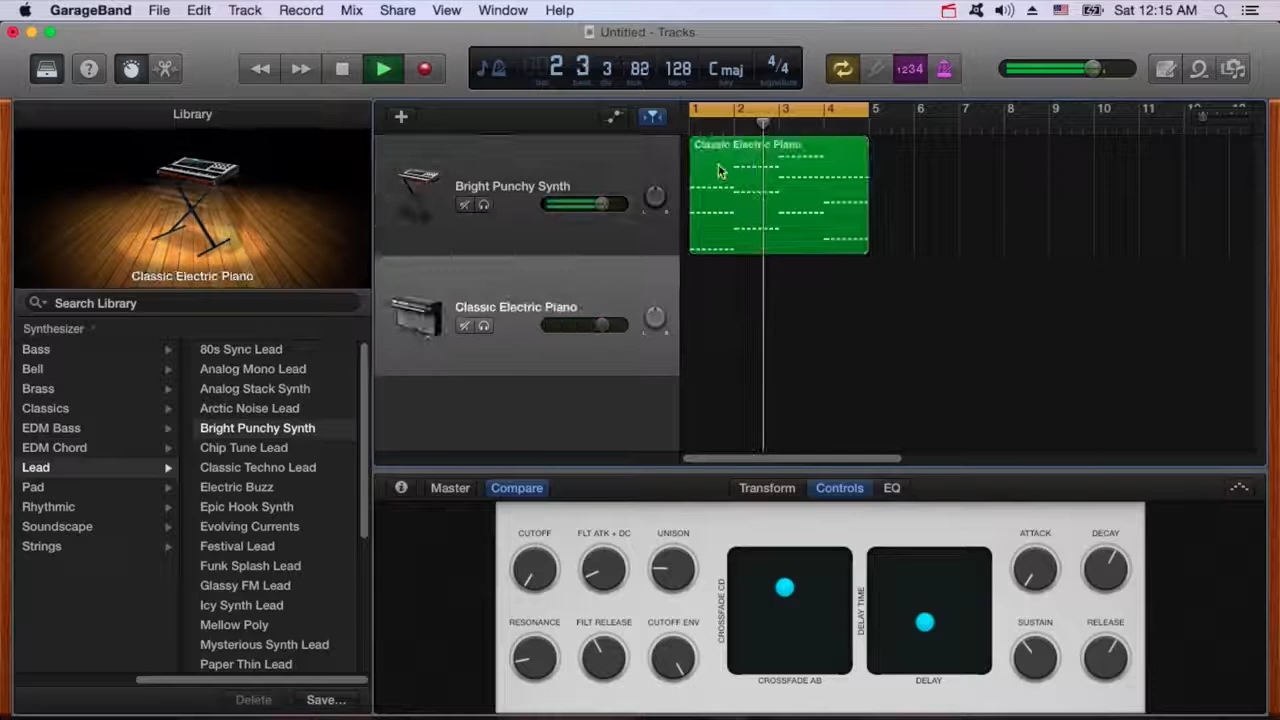 GarageBand File Edit Track Record Mix Share View Window Help Sat 12:15 AM
Untitled - Tracks
2 3 3 82 128 C maj 4/4
1234
Library
1 2 3 4 5 6 7 8 9 10 11
Classic Electric Piano
Bright Punchy Synth
L R
Classic Electric Piano
Classic Electric Piano
L R
Search Library
Synthesizer
Bass 80s Sync Lead
Bell Analog Mono Lead
Brass Analog Stack Synth
Classics Arctic Noise Lead
EDM Bass Bright Punchy Synth
EDM Chord Chip Tune Lead
Lead Classic Techno Lead
Pad Electric Buzz
Rhythmic Epic Hook Synth
Soundscape Evolving Currents
Strings Festival Lead
Funk Splash Lead
Glassy FM Lead
Icy Synth Lead
Mellow Poly
Mysterious Synth Lead
Paper Thin Lead
Delete Save...
Master Compare Transform Controls EQ
CUTOFF FLT ATK + DC UNISON ATTACK DECAY
CROSSFADE CD
DELAY TIME
RESONANCE FILT RELEASE CUTOFF ENV SUSTAIN RELEASE
CROSSFADE AB DELAY